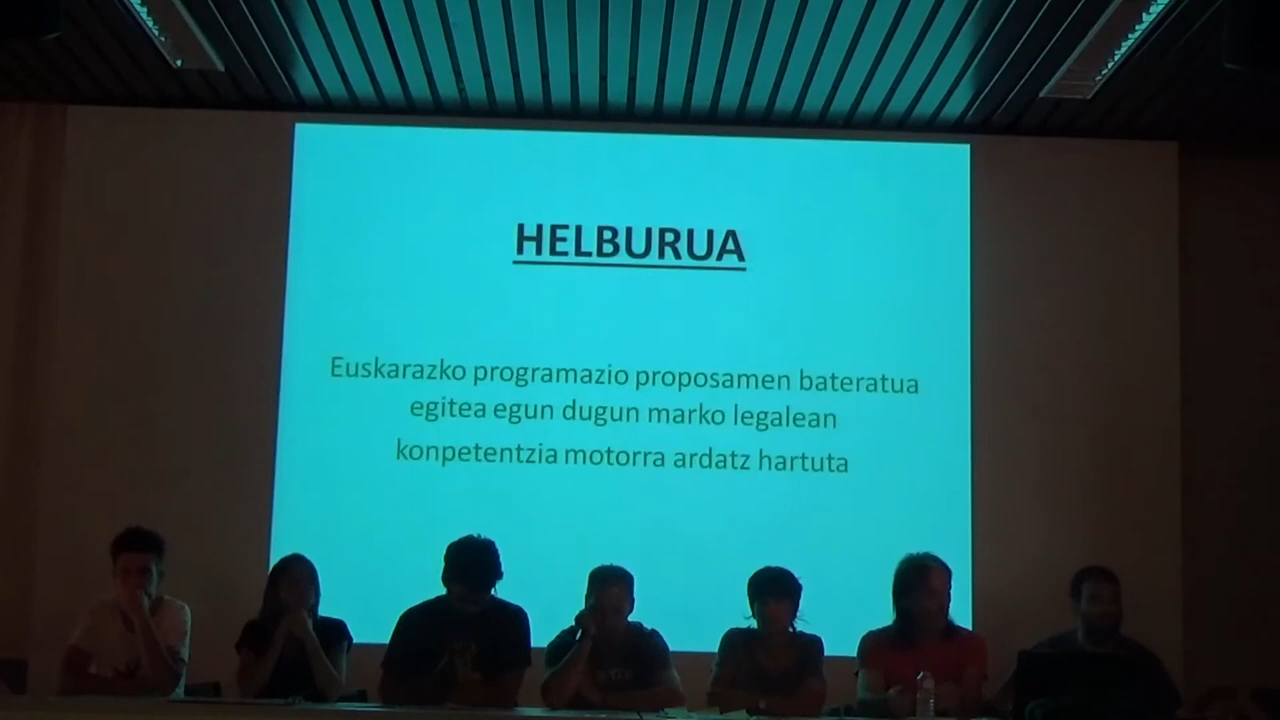 HELBURUA
Euskarazko programazio proposamen bateratua
egitea egun dugun marko legalean
konpetentzia motorra ardatz hartuta